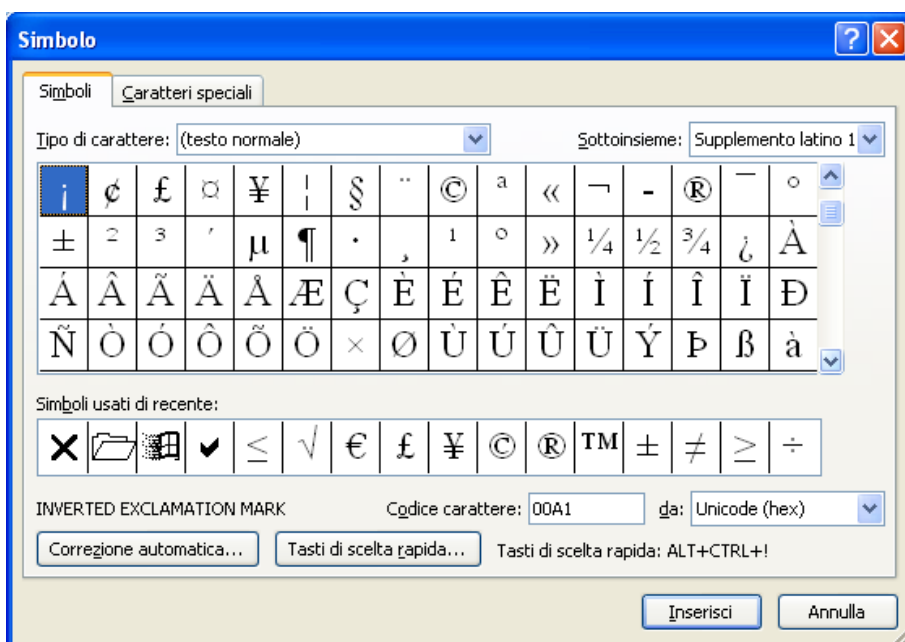 Simbolo
Simboli Caratteri speciali
Tipo di carattere: (testo normale) Sottoinsieme: Supplemento latino 1
¡ ¢ £ ¤ ¥ ¦ § ¨ © ª « ¬ - ® ¯ °
± ² ³ ´ µ ¶ · ¸ ¹ º » ¼ ½ ¾ ¿ À
Á Â Ã Ä Å Æ Ç È É Ê Ë Ì Í Î Ï Ð
Ñ Ò Ó Ô Õ Ö × Ø Ù Ú Û Ü Ý Þ ß à
Simboli usati di recente:
≤ √ € £ ¥ © ® ™ ± ≠ ≥ ÷
INVERTED EXCLAMATION MARK Codice carattere: 00A1 da: Unicode (hex)
Correzione automatica... Tasti di scelta rapida... Tasti di scelta rapida: ALT+CTRL+!
Inserisci Annulla